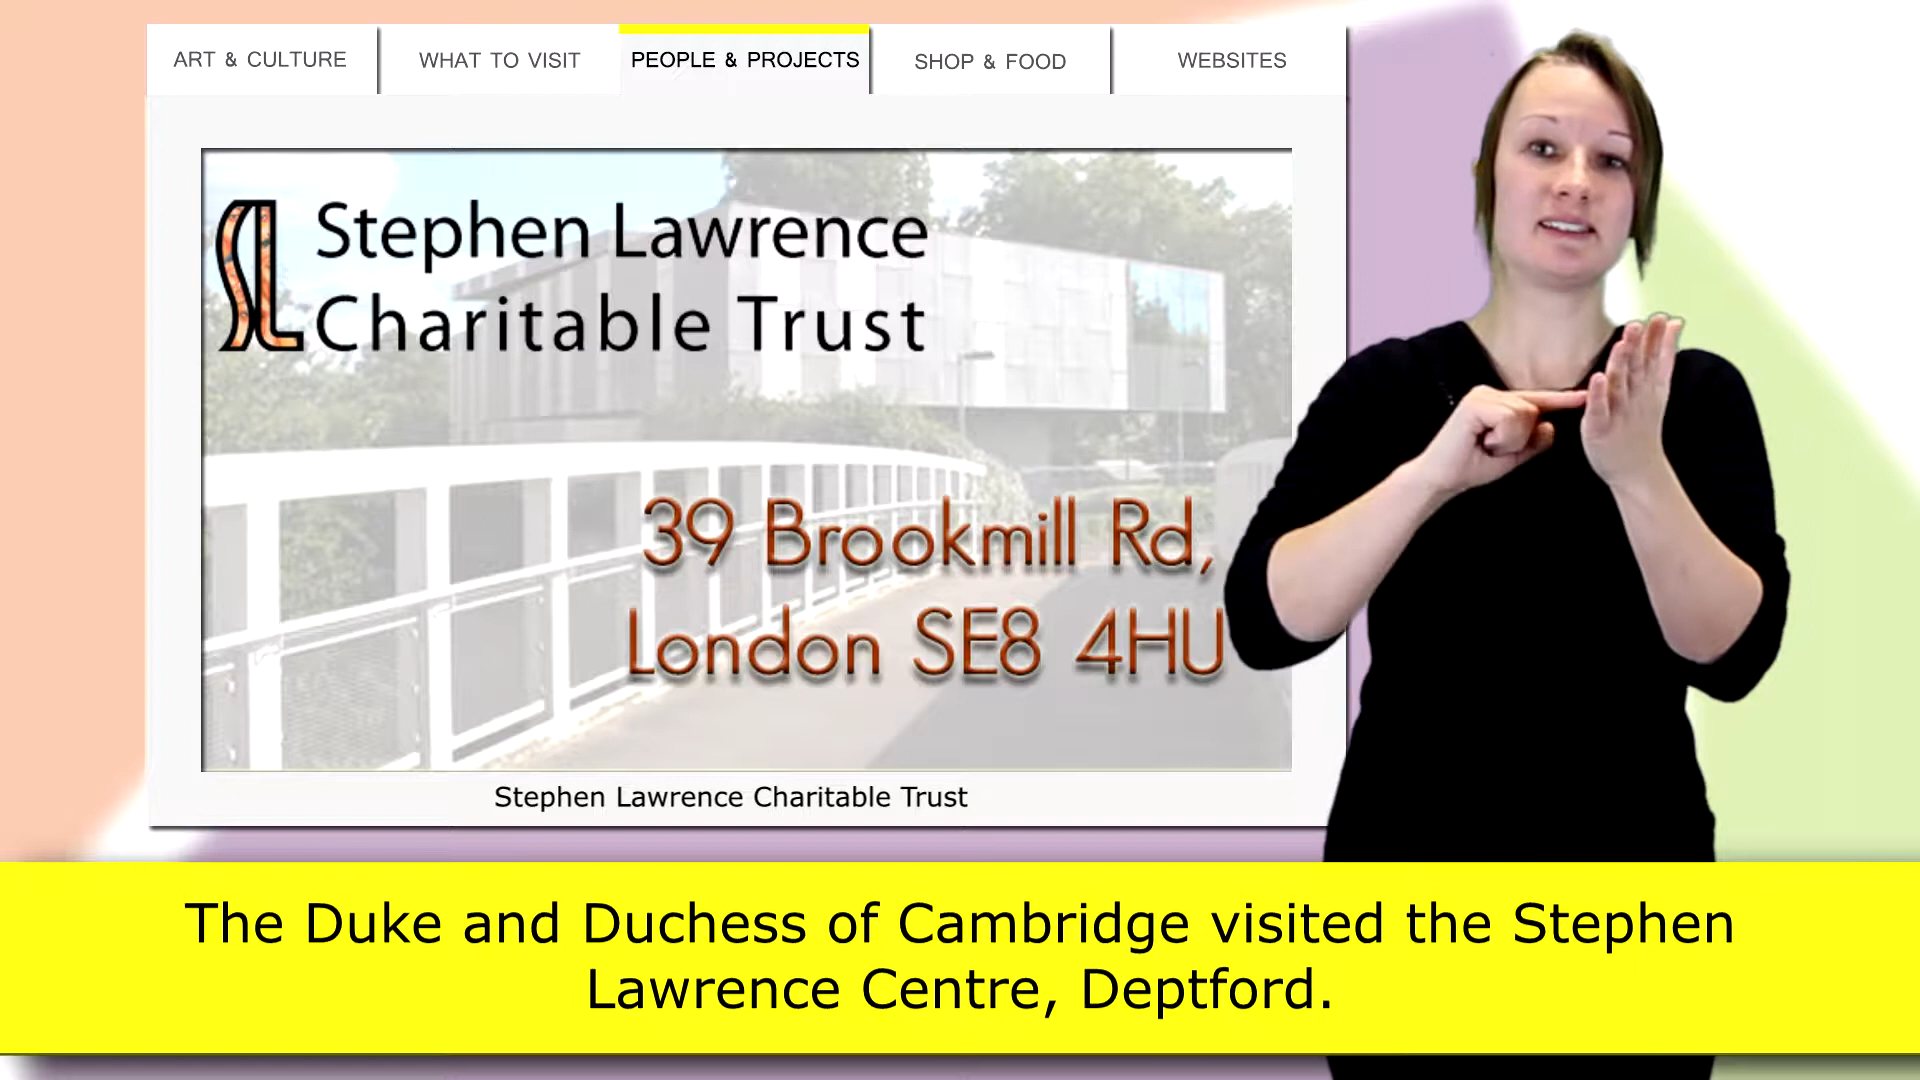 ART & CULTURE
WHAT TO VISIT
PEOPLE & PROJECTS
SHOP & FOOD
WEBSITES
SL Stephen Lawrence
Charitable Trust
39 Brookmill Rd,
London SE8 4HU
Stephen Lawrence Charitable Trust
The Duke and Duchess of Cambridge visited the Stephen
Lawrence Centre, Deptford.